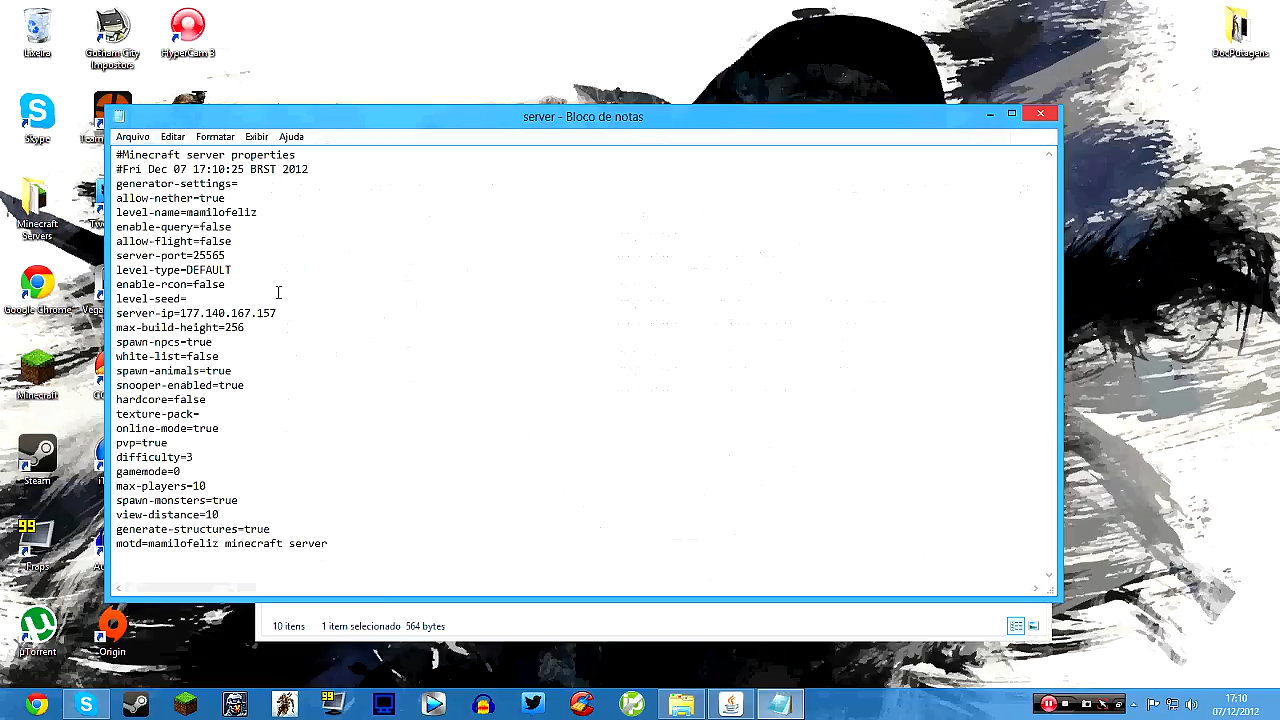 Lixeira
Gotham City
Impostors
HyperCam 3
DocPutagens
Skype
server - Bloco de notas
Arquivo Editar Formatar Exibir Ajuda
#Minecraft server properties
#Fri Dec 07 17:10:25 BRST 2012
generator-settings=
allow-nether=true
level-name=mamilofeliz
enable-query=false
allow-flight=false
server-port=25565
level-type=DEFAULT
enable-rcon=false
level-seed=
server-ip=177.140.167.157
max-build-height=256
spawn-npcs=true
white-list=false
spawn-animals=true
snooper-enabled=true
hardcore=false
texture-pack=
online-mode=true
pvp=true
difficulty=3
gamemode=0
max-players=10
spawn-monsters=true
view-distance=10
generate-structures=true
motd=mamilofeliz minecraft server
Minecraft
Servers
Google Chrome
Minecraft
Steam
99
Fraps
µTorrent
Origin
1 item selecionado 564 bytes
99
17:10
07/12/2012